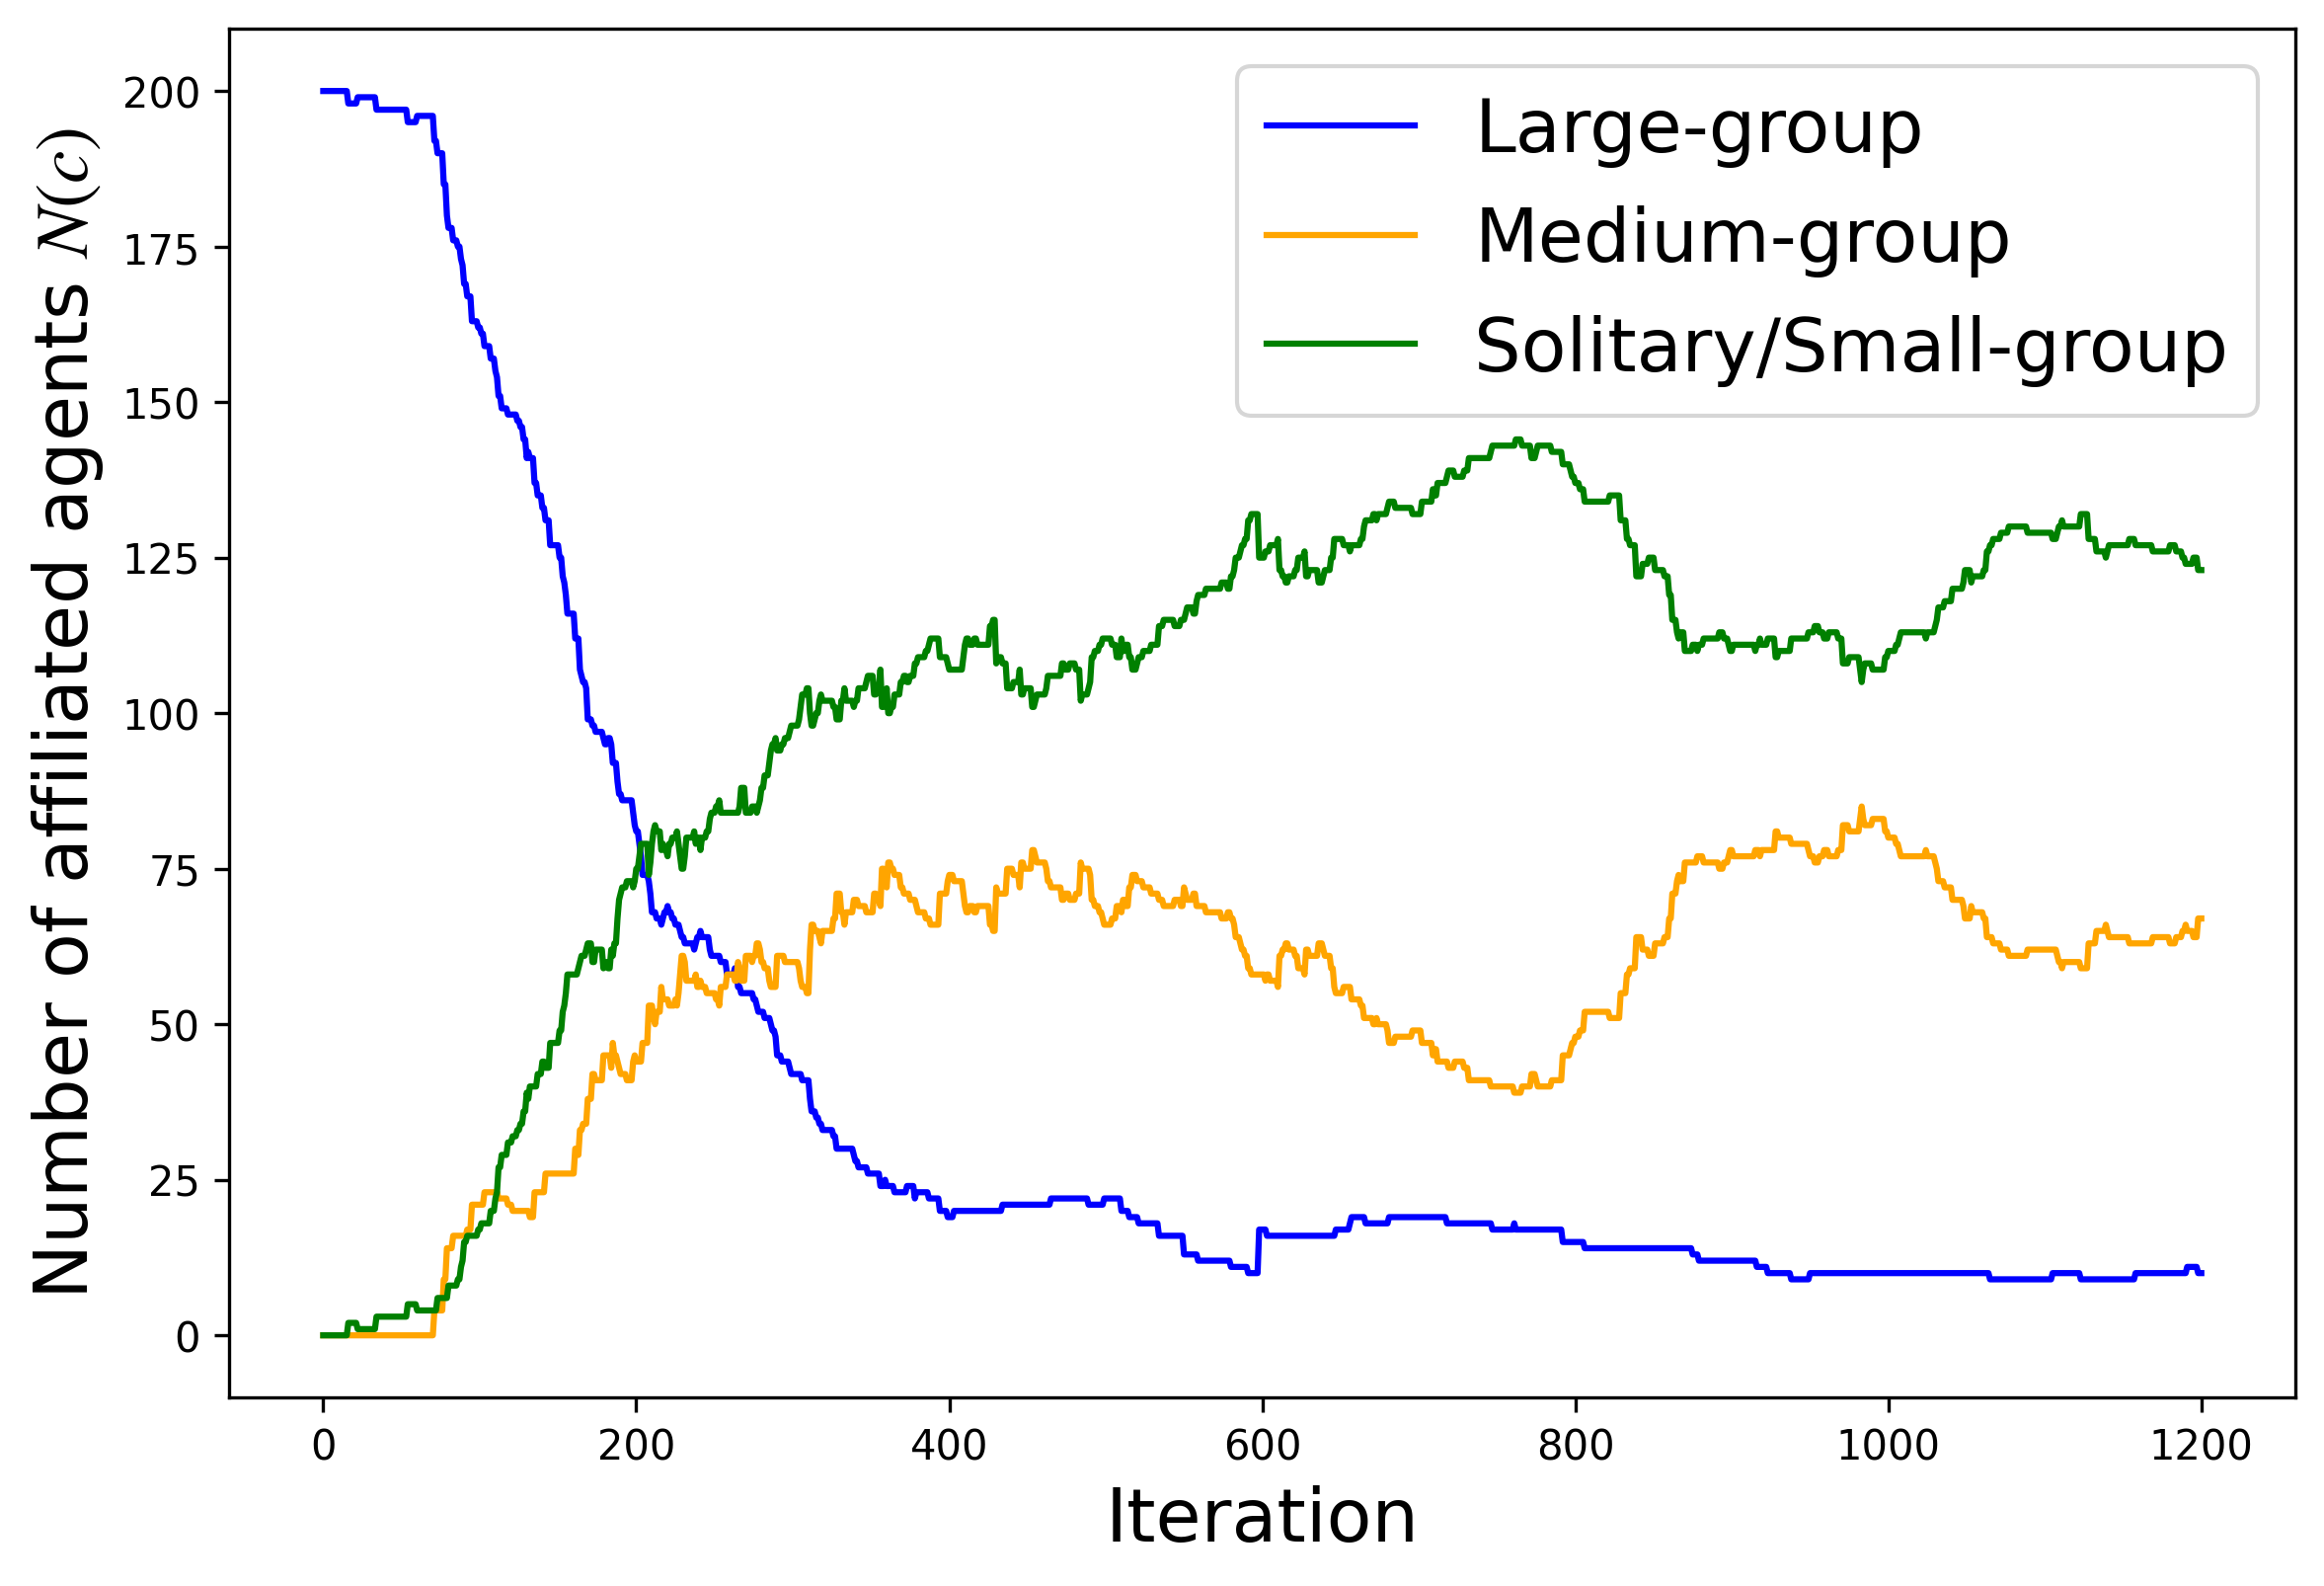 Number of affiliated agents N(c)
200
175
150
125
100
75
50
25
0
Large-group
Medium-group
Solitary/Small-group
0 200 400 600 800 1000 1200
Iteration